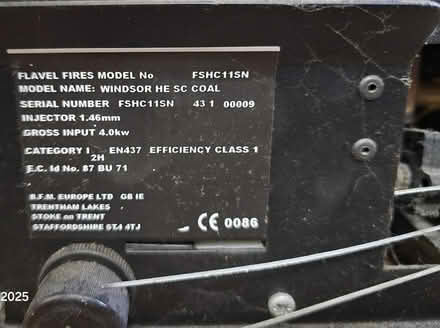 FLAVEL FIRES MODEL No FSHC11SN
MODEL NAME: WINDSOR HE SC COAL
SERIAL NUMBER FSHC11SN 43 1 00009
INJECTOR 1.46mm
GROSS INPUT 4.0kw
CATEGORY I 2H EN437 EFFICIENCY CLASS 1
E.C. Id No. 87 BU 71
B.F.M. EUROPE LTD GB IE
TRENTHAM LAKES
STOKE on TRENT
STAFFORDSHIRE ST4 4TJ
CE 0086
2025